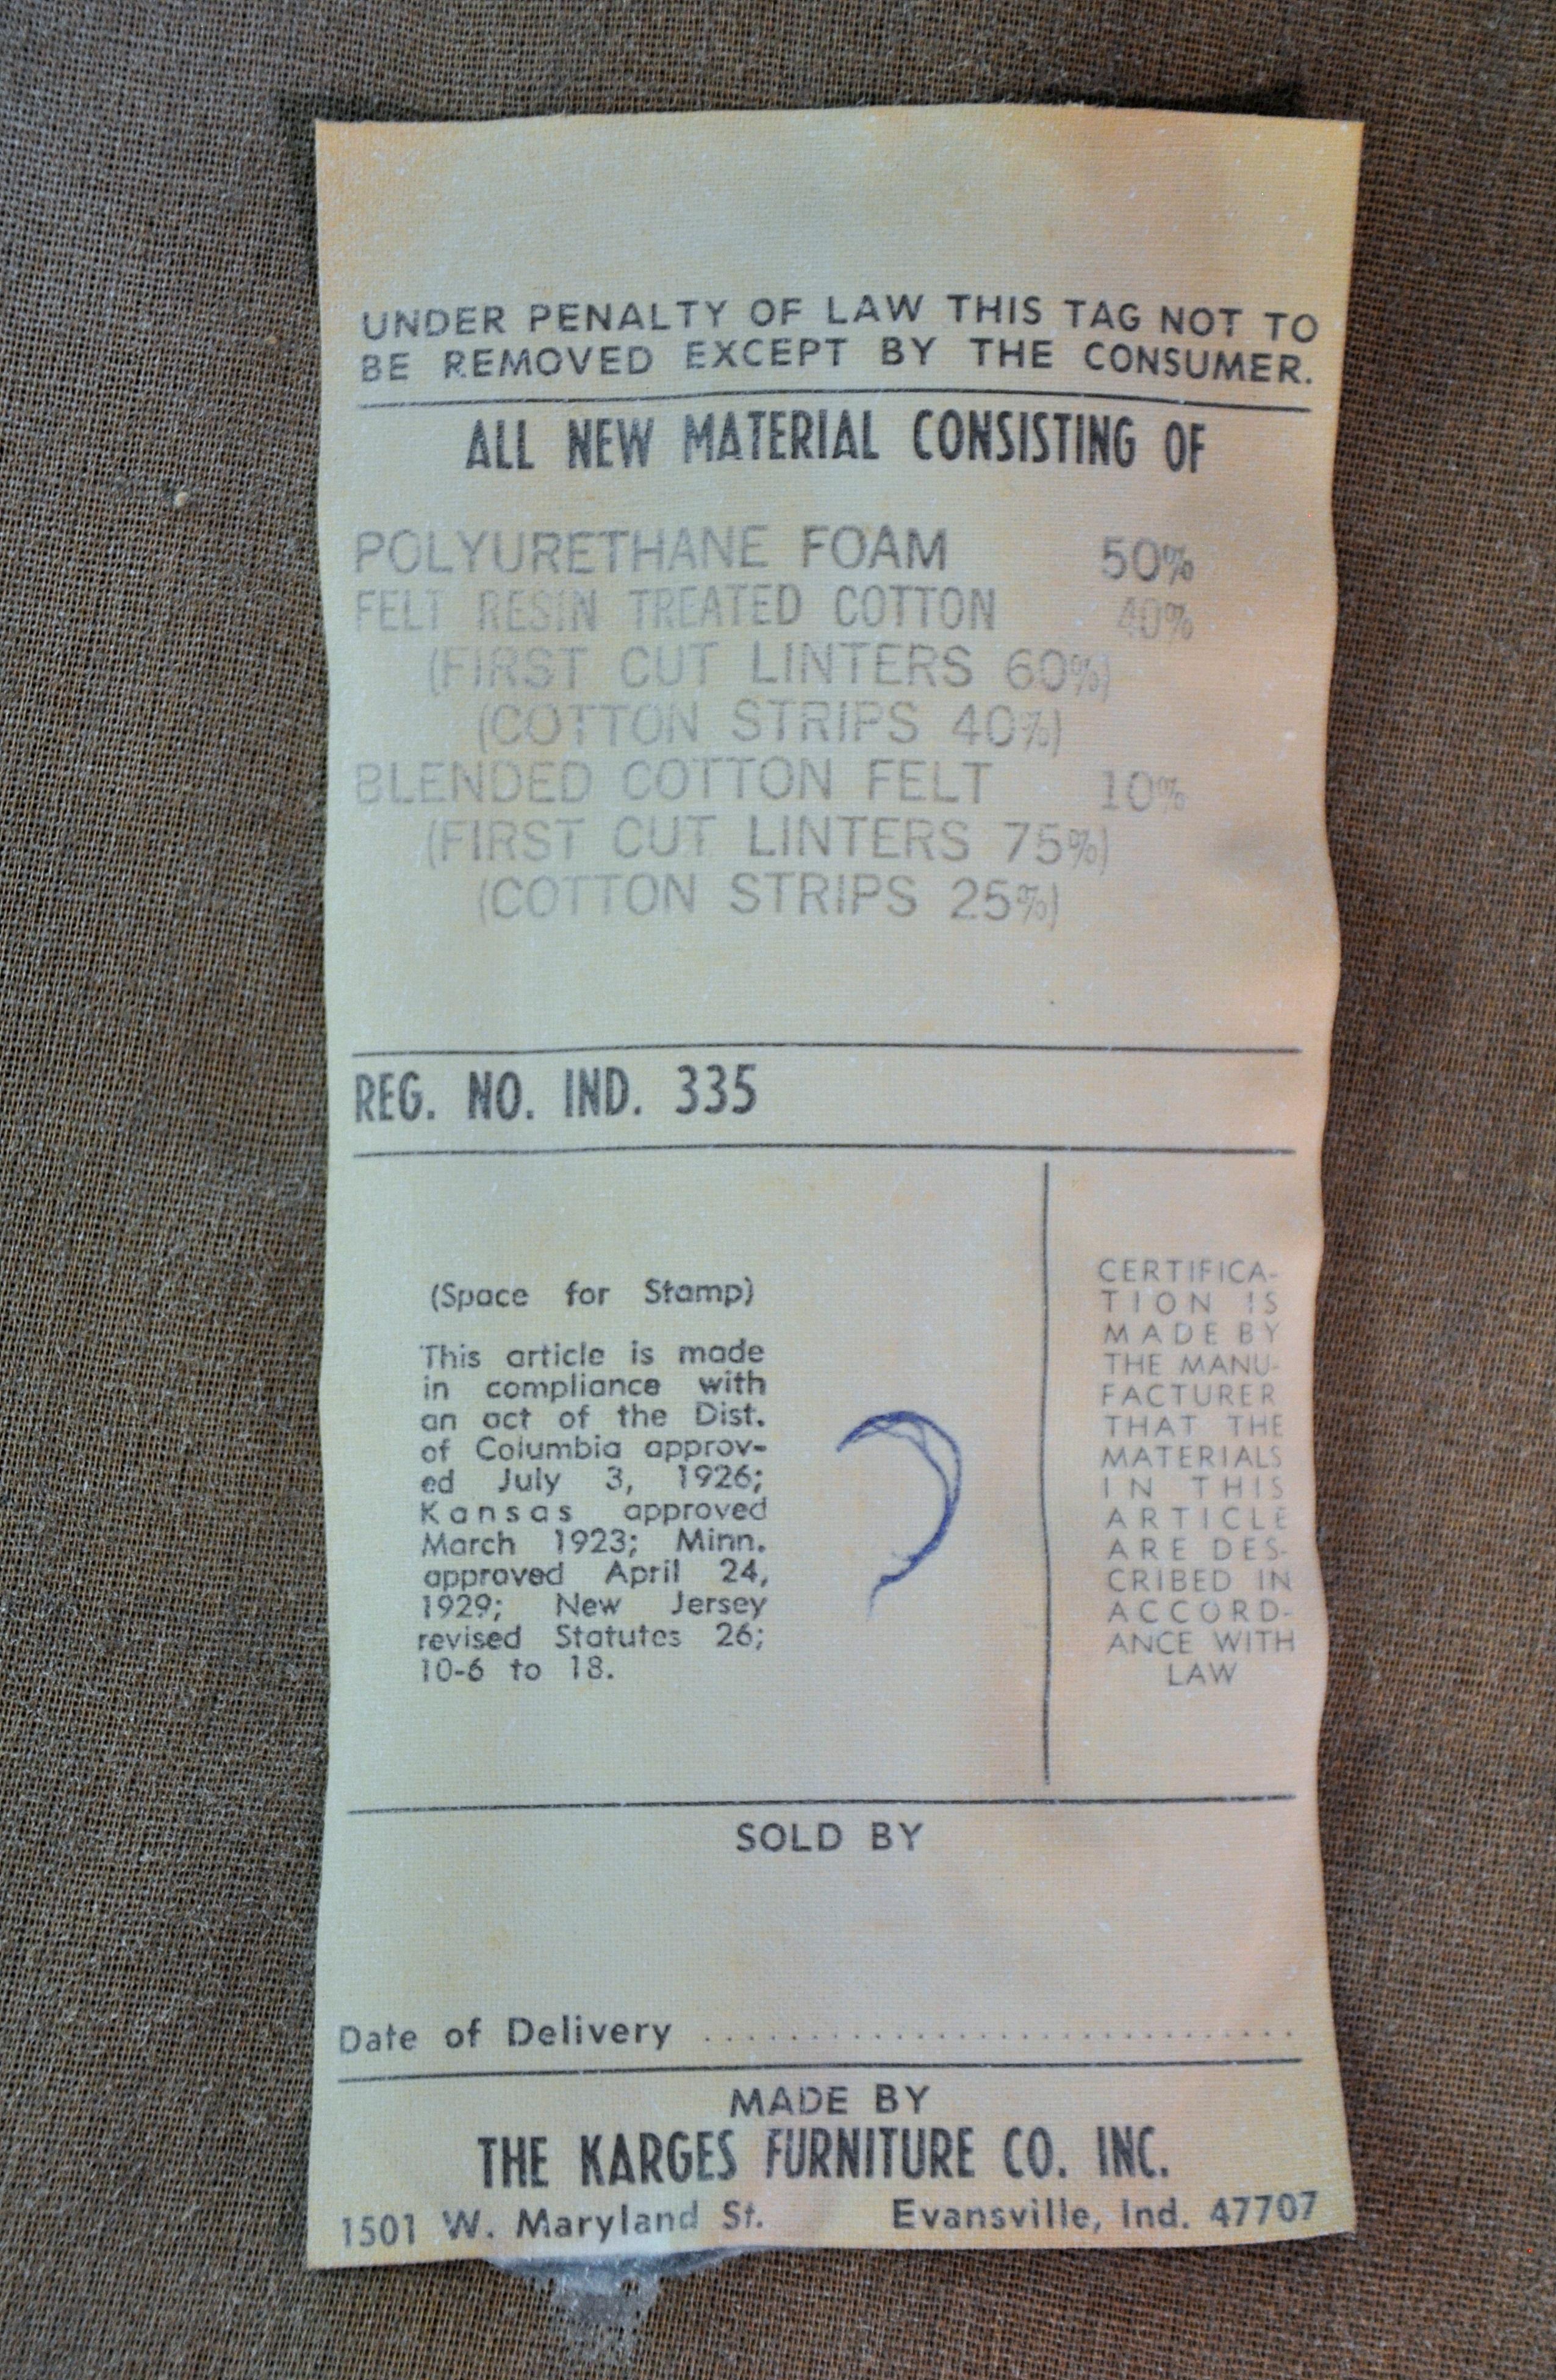 UNDER PENALTY OF LAW THIS TAG NOT TO
BE REMOVED EXCEPT BY THE CONSUMER.
ALL NEW MATERIAL CONSISTING OF
POLYURETHANE FOAM 50%
FELT RESIN TREATED COTTON 40%
(FIRST CUT LINTERS 60%)
(COTTON STRIPS 40%)
BLENDED COTTON FELT 10%
(FIRST CUT LINTERS 75%)
(COTTON STRIPS 25%)
REG. NO. IND. 335
(Space for Stamp)
This article is made
in compliance with
an act of the Dist.
of Columbia approv-
ed July 3, 1926;
Kansas approved
March 1923; Minn.
approved April 24,
1929; New Jersey
revised Statutes 26;
10-6 to 18.
CERTIFICA-
TION IS
MADE BY
THE MANU-
FACTURER
THAT THE
MATERIALS
IN THIS
ARTICLE
ARE DES-
CRIBED IN
ACCORD-
ANCE WITH
LAW
SOLD BY
Date of Delivery ..............................
MADE BY
THE KARGES FURNITURE CO. INC.
1501 W. Maryland St. Evansville, Ind. 47707